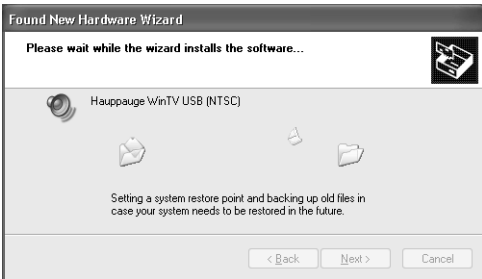 Found New Hardware Wizard
Please wait while the wizard installs the software...
Hauppauge WinTV USB (NTSC)
Setting a system restore point and backing up old files in
case your system needs to be restored in the future.
< Back Next > Cancel